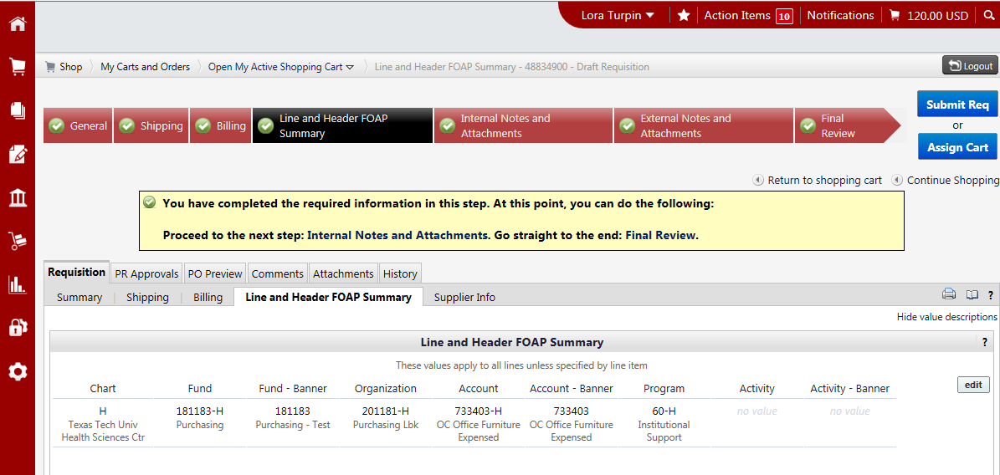 Lora Turpin Action Items 10 Notifications 120.00 USD
Shop My Carts and Orders Open My Active Shopping Cart Line and Header FOAP Summary - 48834900 - Draft Requisition Logout
General Shipping Billing Line and Header FOAP Summary Internal Notes and Attachments External Notes and Attachments Final Review
Submit Req
or
Assign Cart
Return to shopping cart Continue Shopping
You have completed the required information in this step. At this point, you can do the following:
Proceed to the next step: Internal Notes and Attachments. Go straight to the end: Final Review.
Requisition PR Approvals PO Preview Comments Attachments History
Summary Shipping Billing Line and Header FOAP Summary Supplier Info ?
Hide value descriptions
Line and Header FOAP Summary ?
These values apply to all lines unless specified by line item
Chart Fund Fund - Banner Organization Account Account - Banner Program Activity Activity - Banner edit
H 181183-H 181183 201181-H 733403-H 733403 60-H no value no value
Texas Tech Univ Purchasing Purchasing - Test Purchasing Lbk OC Office Furniture OC Office Furniture Institutional
Health Sciences Ctr Expensed Expensed Support